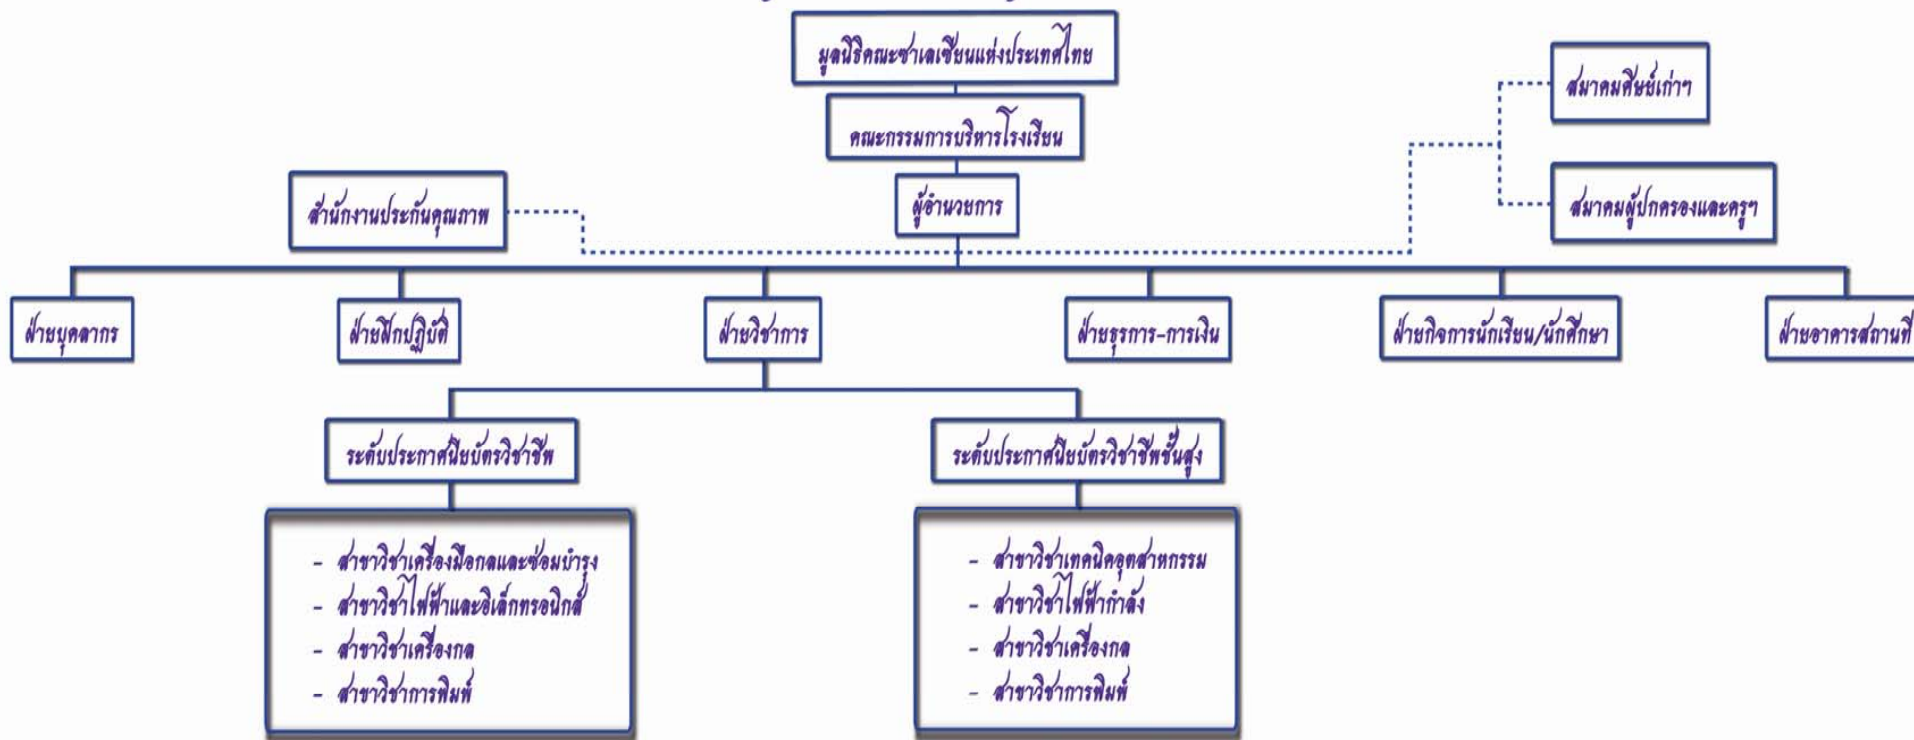 มูลนิธิคณะซาเลเซียนแห่งประเทศไทย
คณะกรรมการบริหารโรงเรียน
ผู้อำนวยการ
สมาคมศิษย์เก่าฯ
สมาคมผู้ปกครองและครูฯ
สำนักงานประกันคุณภาพ
ฝ่ายบุคลากร
ฝ่ายฝึกปฏิบัติ
ฝ่ายวิชาการ
ฝ่ายธุรการ-การเงิน
ฝ่ายกิจการนักเรียน/นักศึกษา
ฝ่ายอาคารสถานที่
ระดับประกาศนียบัตรวิชาชีพ
ระดับประกาศนียบัตรวิชาชีพชั้นสูง
- สาขาวิชาเครื่องมือกลและซ่อมบำรุง
- สาขาวิชาไฟฟ้าและอิเล็กทรอนิกส์
- สาขาวิชาเครื่องกล
- สาขาวิชาการพิมพ์
- สาขาวิชาเทคนิคอุตสาหกรรม
- สาขาวิชาไฟฟ้ากำลัง
- สาขาวิชาเครื่องกล
- สาขาวิชาการพิมพ์